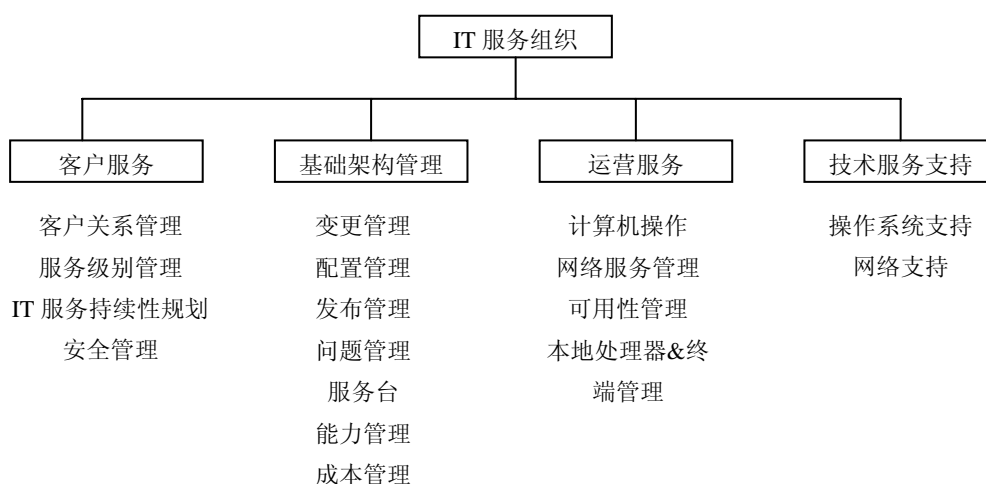 IT 服务组织
客户服务
基础架构管理
运营服务
技术服务支持
客户关系管理
服务级别管理
IT 服务持续性规划
安全管理
变更管理
配置管理
发布管理
问题管理
服务台
能力管理
成本管理
计算机操作
网络服务管理
可用性管理
本地处理器&终
端管理
操作系统支持
网络支持